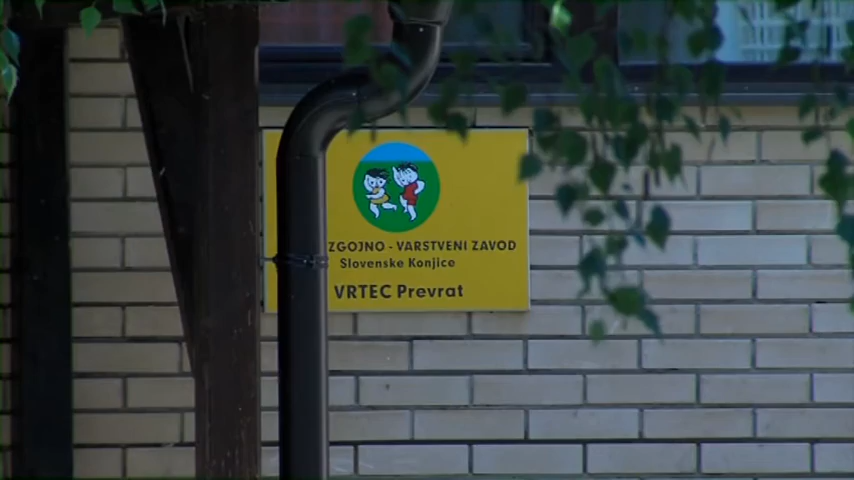 ZGOJNO - VARSTVENI ZAVOD
Slovenske Konjice
VRTEC Prevrat